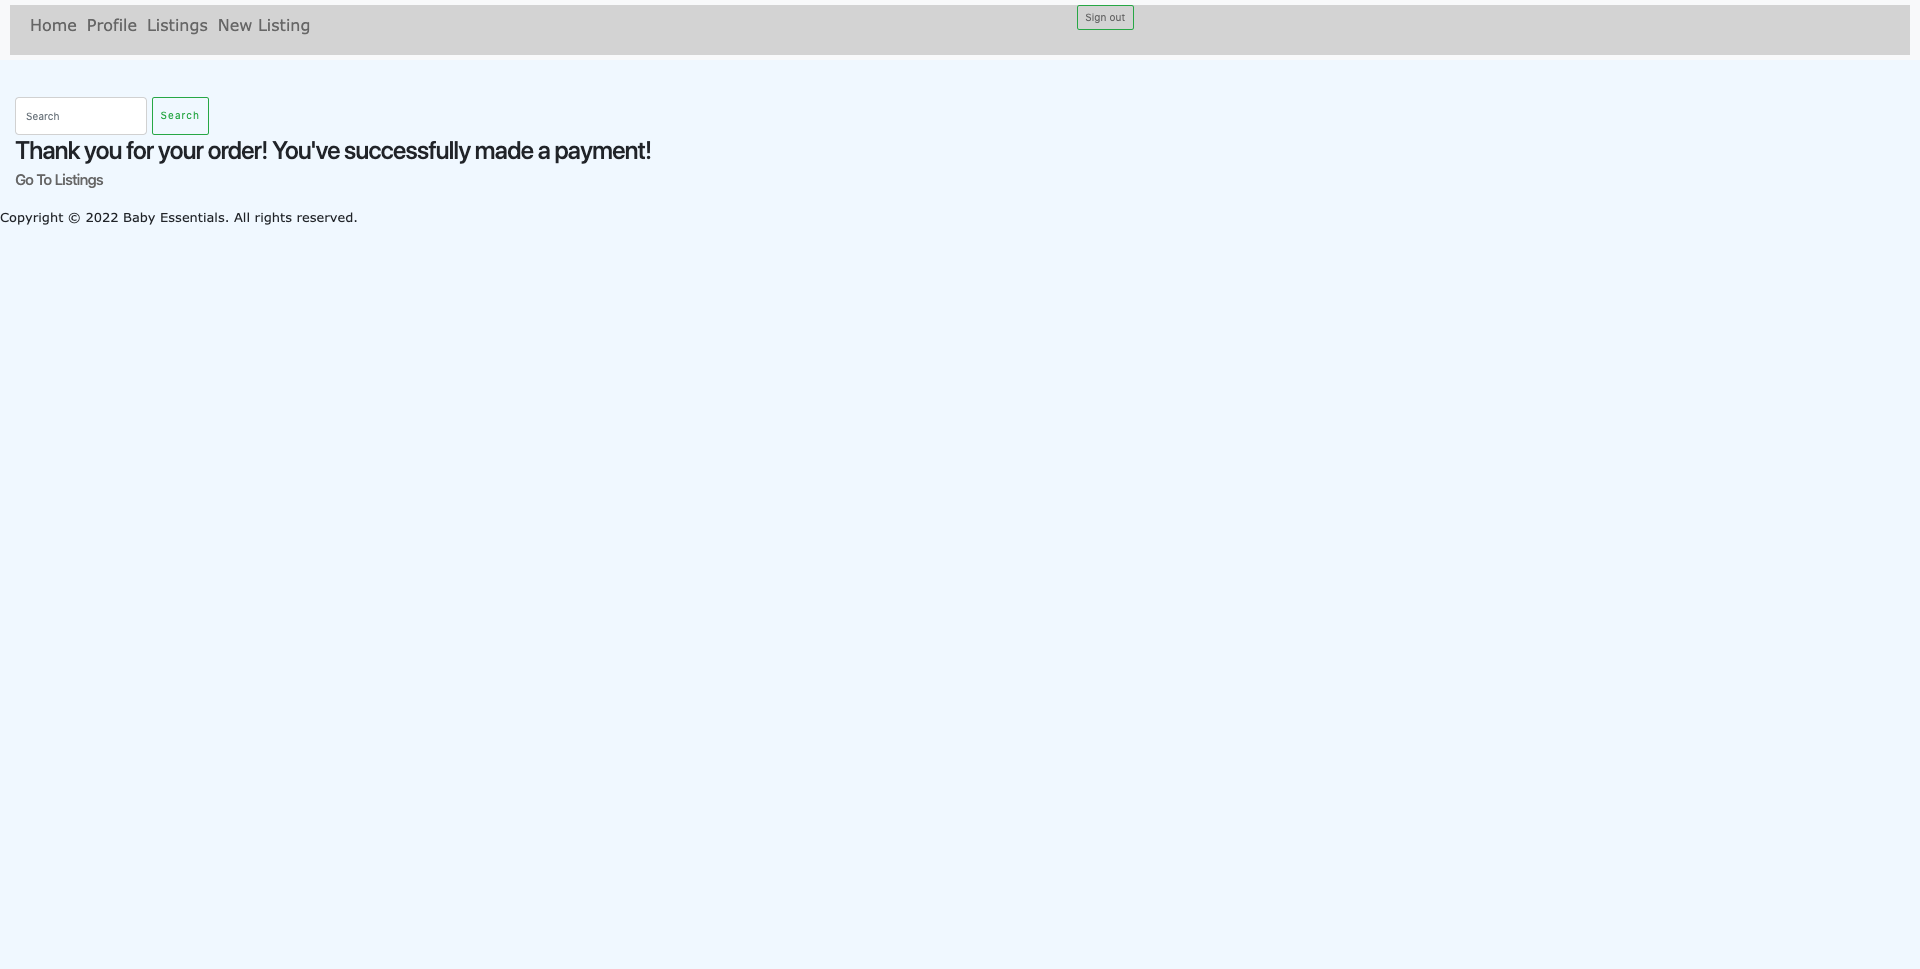 Home Profile Listings New Listing Sign out
Search Search
Thank you for your order! You've successfully made a payment!
Go To Listings
Copyright © 2022 Baby Essentials. All rights reserved.